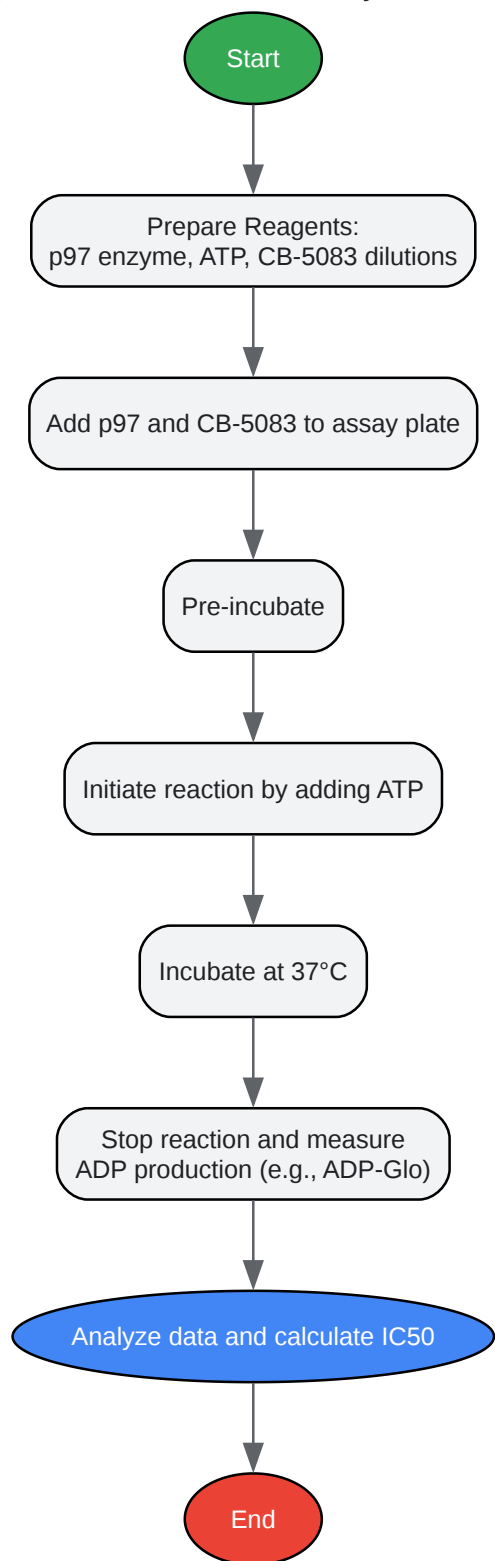 Start
Prepare Reagents:
p97 enzyme, ATP, CB-5083 dilutions
Add p97 and CB-5083 to assay plate
Pre-incubate
Initiate reaction by adding ATP
Incubate at 37°C
Stop reaction and measure
ADP production (e.g., ADP-Glo)
Analyze data and calculate IC50
End